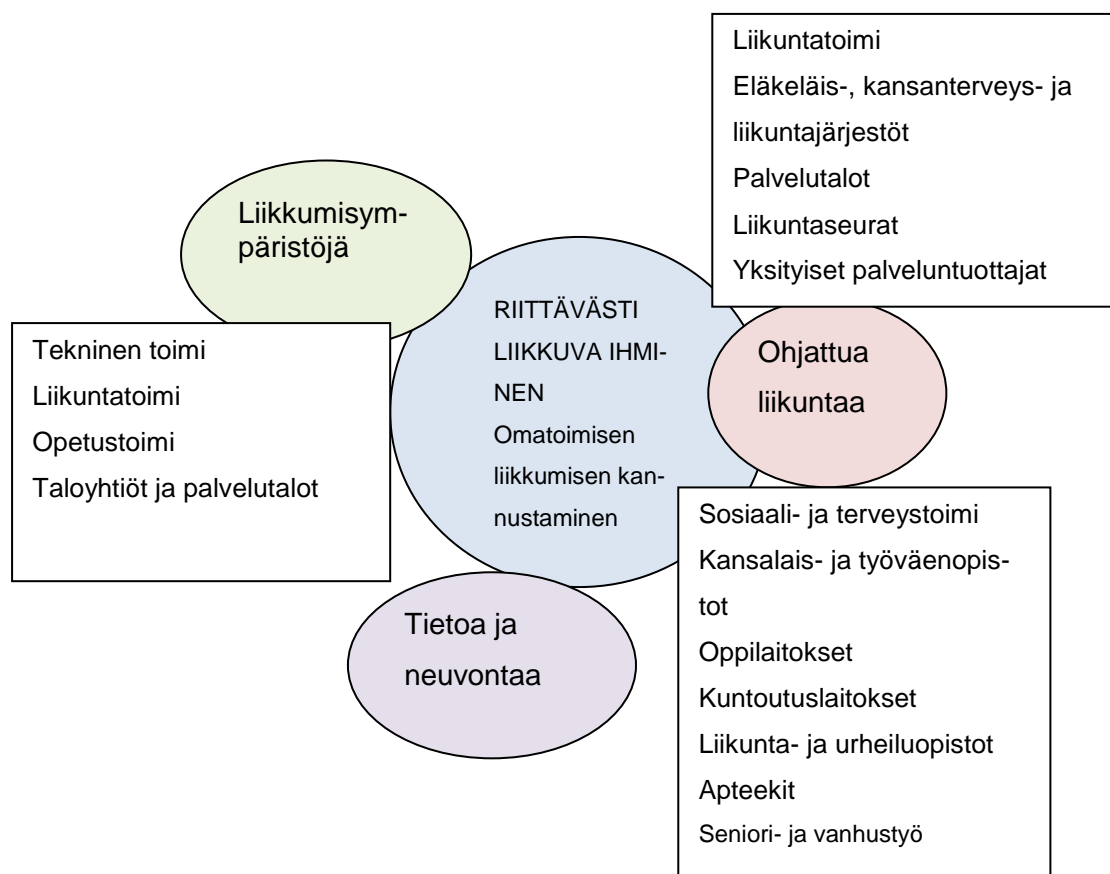 Liikuntatoimi
Eläkeläis-, kansanterveys- ja
liikuntajärjestöt
Palvelutalot
Liikuntaseurat
Yksityiset palveluntuottajat
Liikkumisym-
päristöjä
RIITTÄVÄSTI
LIIKKUVA IHMI-
NEN
Omatoimisen
liikkumisen kan-
nustaminen
Ohjattua
liikuntaa
Tekninen toimi
Liikuntatoimi
Opetustoimi
Taloyhtiöt ja palvelutalot
Tietoa ja
neuvontaa
Sosiaali- ja terveystoimi
Kansalais- ja työväenopis-
tot
Oppilaitokset
Kuntoutuslaitokset
Liikunta- ja urheiluopistot
Apteekit
Seniori- ja vanhustyö